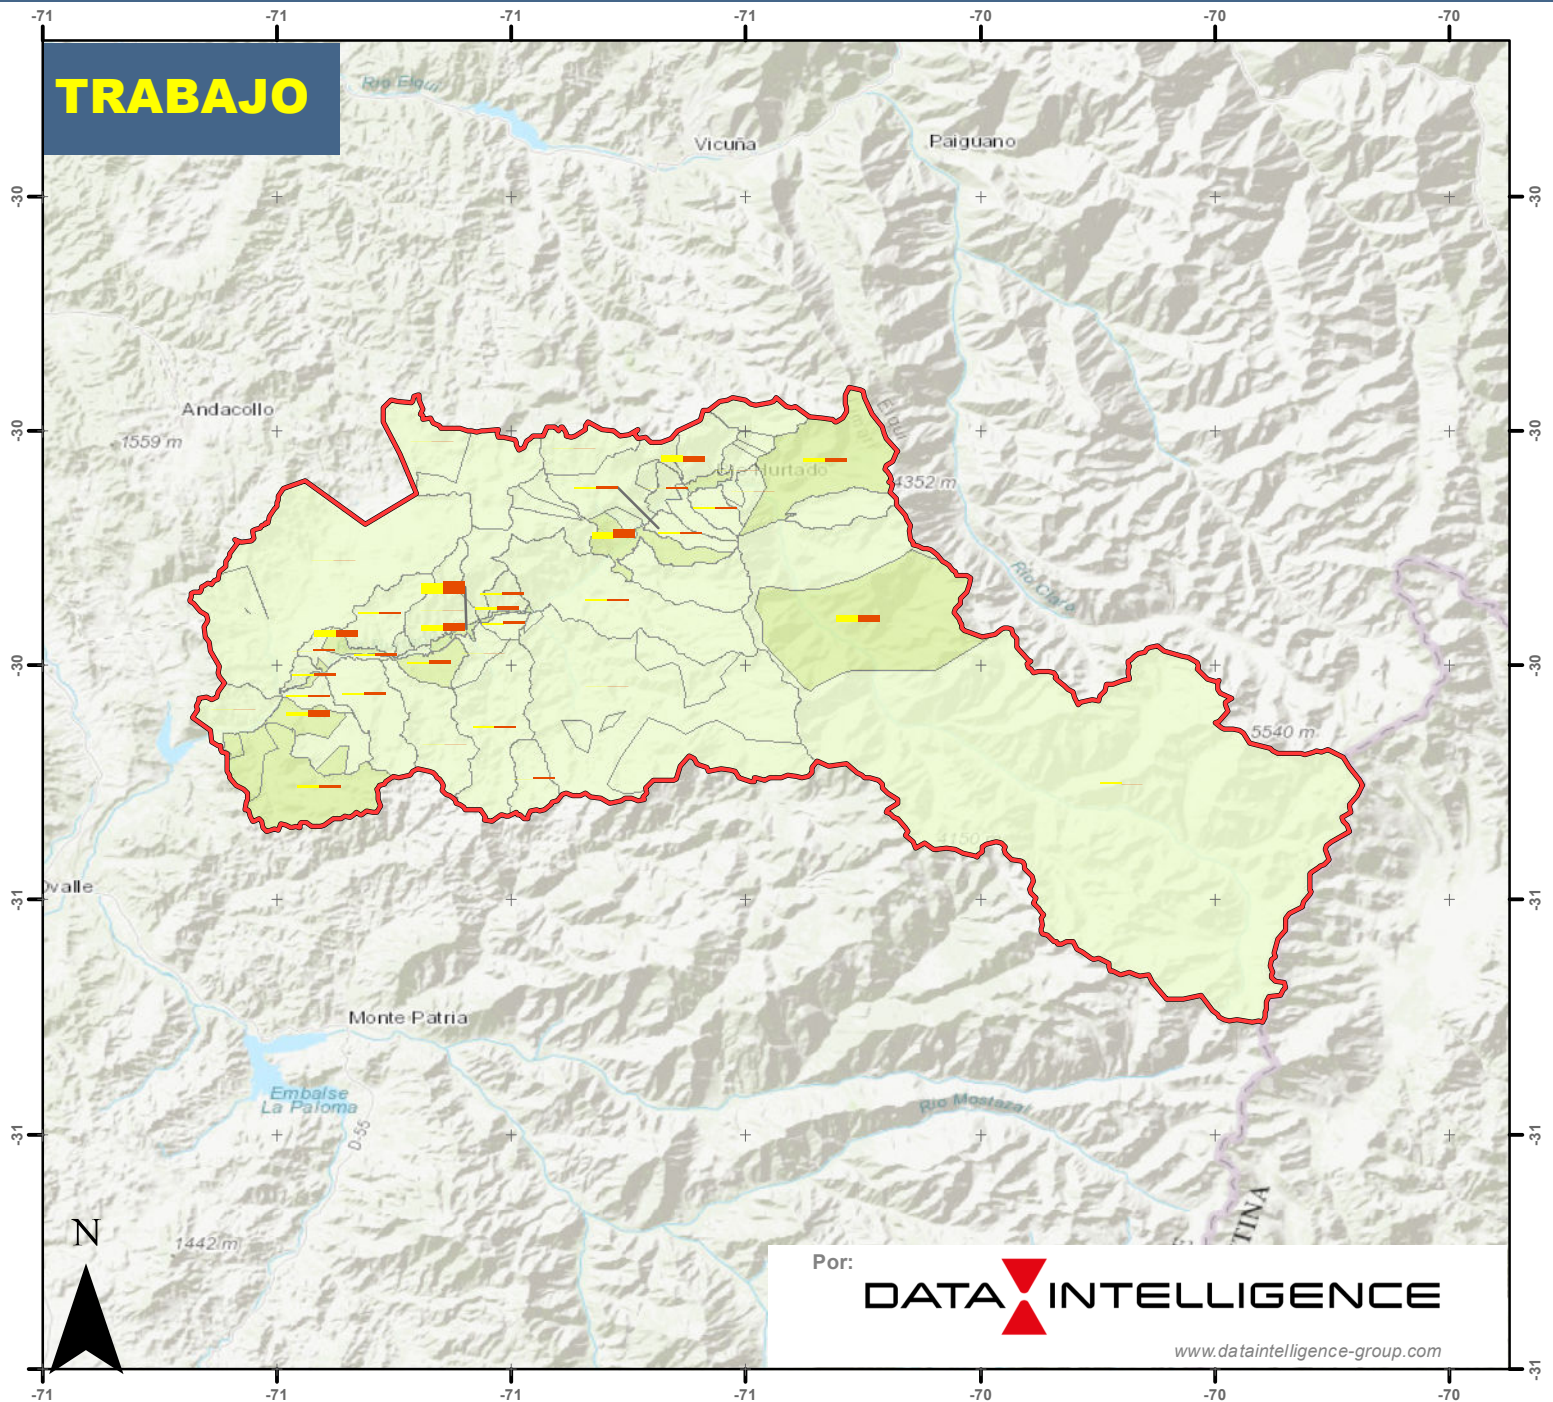 -71 -71 -71 -71 -70 -70 -70
TRABAJO
Río Elqui
Vicuña
Paiguano
-30 -30
Andacollo
1559 m
Elqui
-30 -30
Hurtado
4352 m
Río Claro
-30 -30
5540 m
Ovalle
-31 -31
Monte Patria
Embalse
La Paloma
Río Mostazal
D-55
-31 -31
N
1442 m
TINA
Por:
DATA INTELLIGENCE
www.dataintelligence-group.com
-31
-71 -71 -71 -71 -70 -70 -70